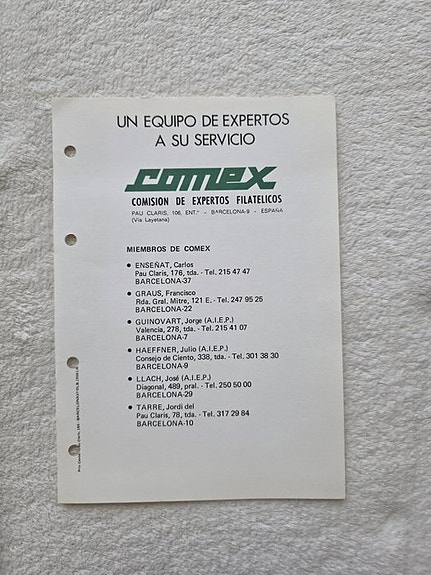 UN EQUIPO DE EXPERTOS
A SU SERVICIO
comex
COMISION DE EXPERTOS FILATELICOS
PAU CLARIS, 106, ENT.° - BARCELONA-9 - ESPAÑA
(Vía Layetana)
MIEMBROS DE COMEX
● ENSEÑAT, Carlos
Pau Claris, 176, tda. - Tel. 215 47 47
BARCELONA-37
● GRAUS, Francisco
Rda. Gral. Mitre, 121 E. - Tel. 247 95 25
BARCELONA-22
● GUINOVART, Jorge (A.I.E.P.)
Valencia, 278, tda. - Tel. 215 41 07
BARCELONA-7
● HAEFFNER, Julio (A.I.E.P.)
Consejo de Ciento, 338, tda. - Tel. 301 38 30
BARCELONA-9
● LLACH, José (A.I.E.P.)
Diagonal, 489, pral. - Tel. 250 50 00
BARCELONA-29
● TARRE, Jordi del
Pau Claris, 78, tda. - Tel. 317 29 84
BARCELONA-10